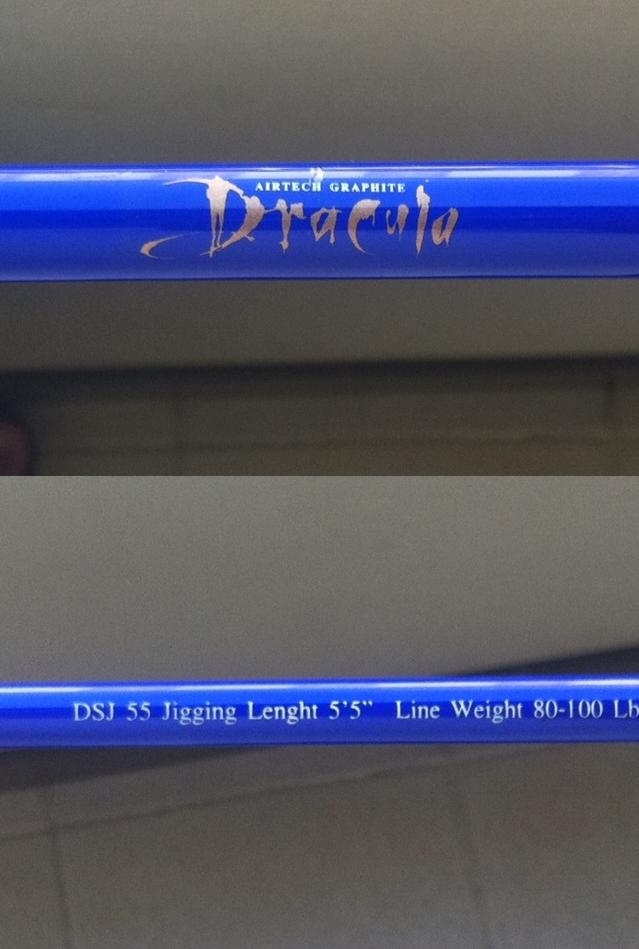 AIRTECH GRAPHITE
Dracula
DSJ 55 Jigging Lenght 5'5" Line Weight 80-100 Lb